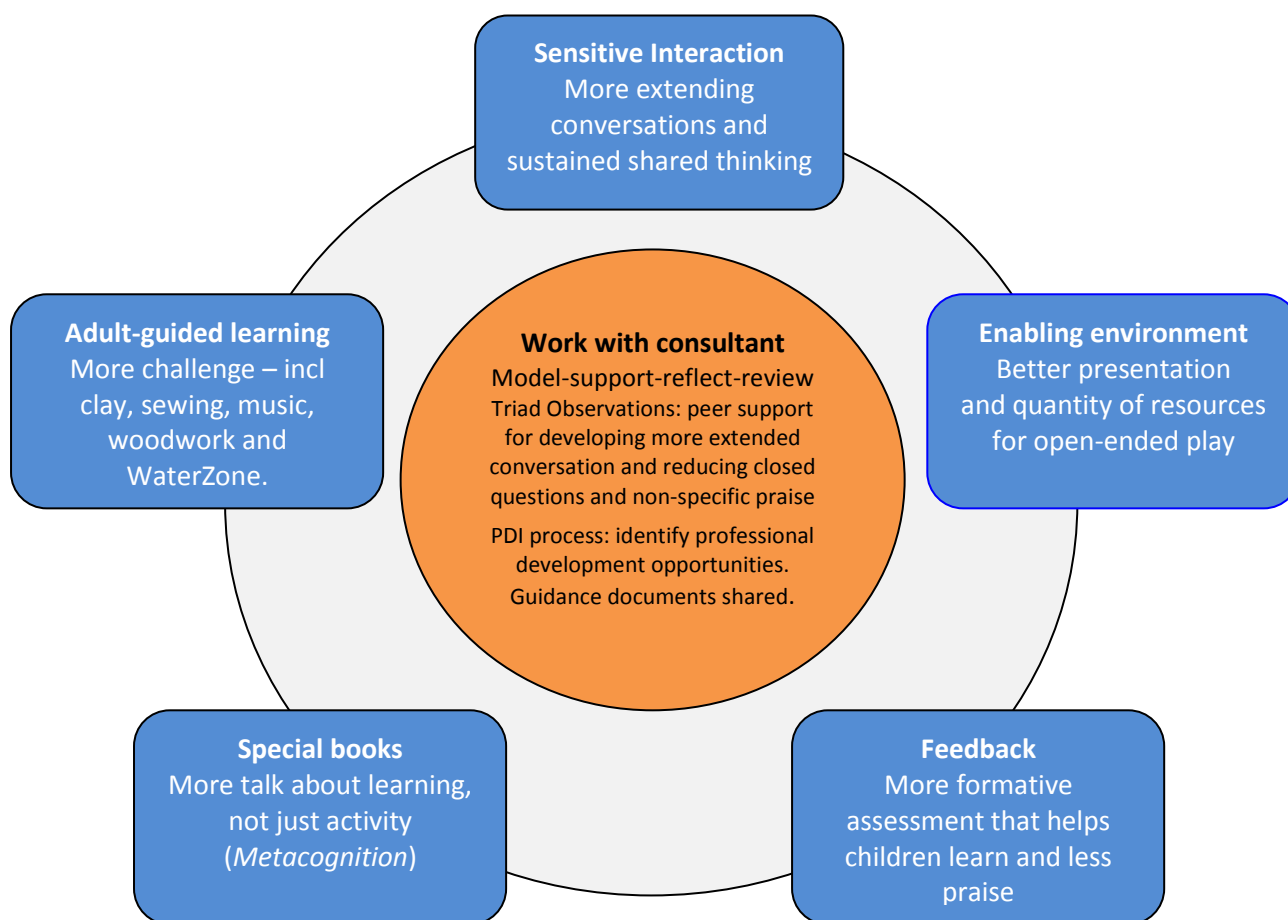 Sensitive Interaction
More extending
conversations and
sustained shared thinking
Adult-guided learning
More challenge – incl
clay, sewing, music,
woodwork and
WaterZone.
Work with consultant
Model-support-reflect-review
Triad Observations: peer support
for developing more extended
conversation and reducing closed
questions and non-specific praise
PDI process: identify professional
development opportunities.
Guidance documents shared.
Enabling environment
Better presentation
and quantity of resources
for open-ended play
Special books
More talk about learning,
not just activity
(Metacognition)
Feedback
More formative
assessment that helps
children learn and less
praise